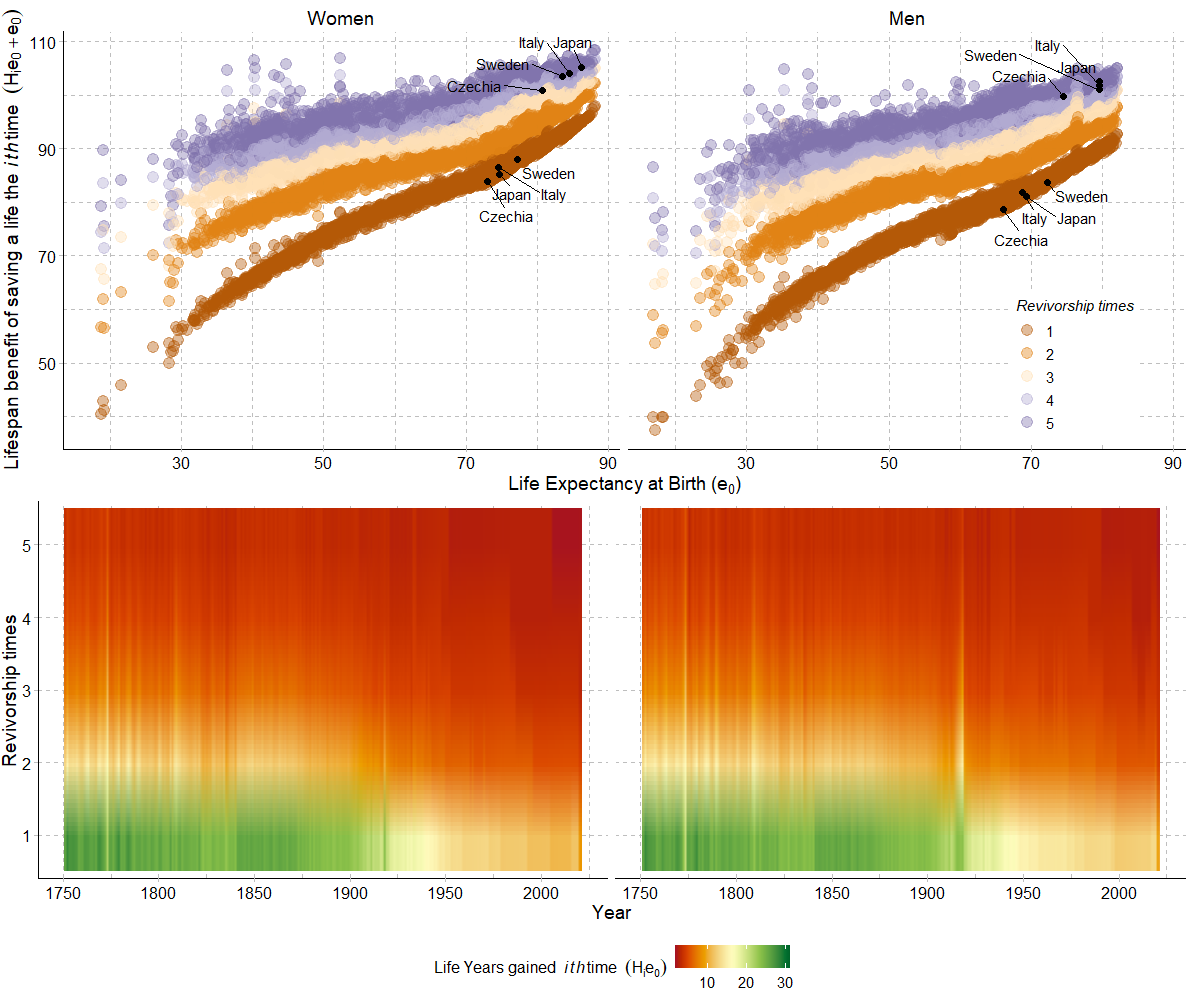 Women
Men
Lifespan benefit of saving a life the ith time (Hᵢe₀ + e₀)
110
90
70
50
Italy Japan
Sweden
Czechia
Sweden
Japan Italy
Czechia
Italy
Sweden
Japan
Czechia
Sweden
Italy Japan
Czechia
Revivorship times
1
2
3
4
5
30 50 70 90
30 50 70 90
Life Expectancy at Birth (e₀)
Revivorship times
5
4
3
2
1
1750 1800 1850 1900 1950 2000
1750 1800 1850 1900 1950 2000
Year
Life Years gained ith time (Hᵢe₀)
10 20 30